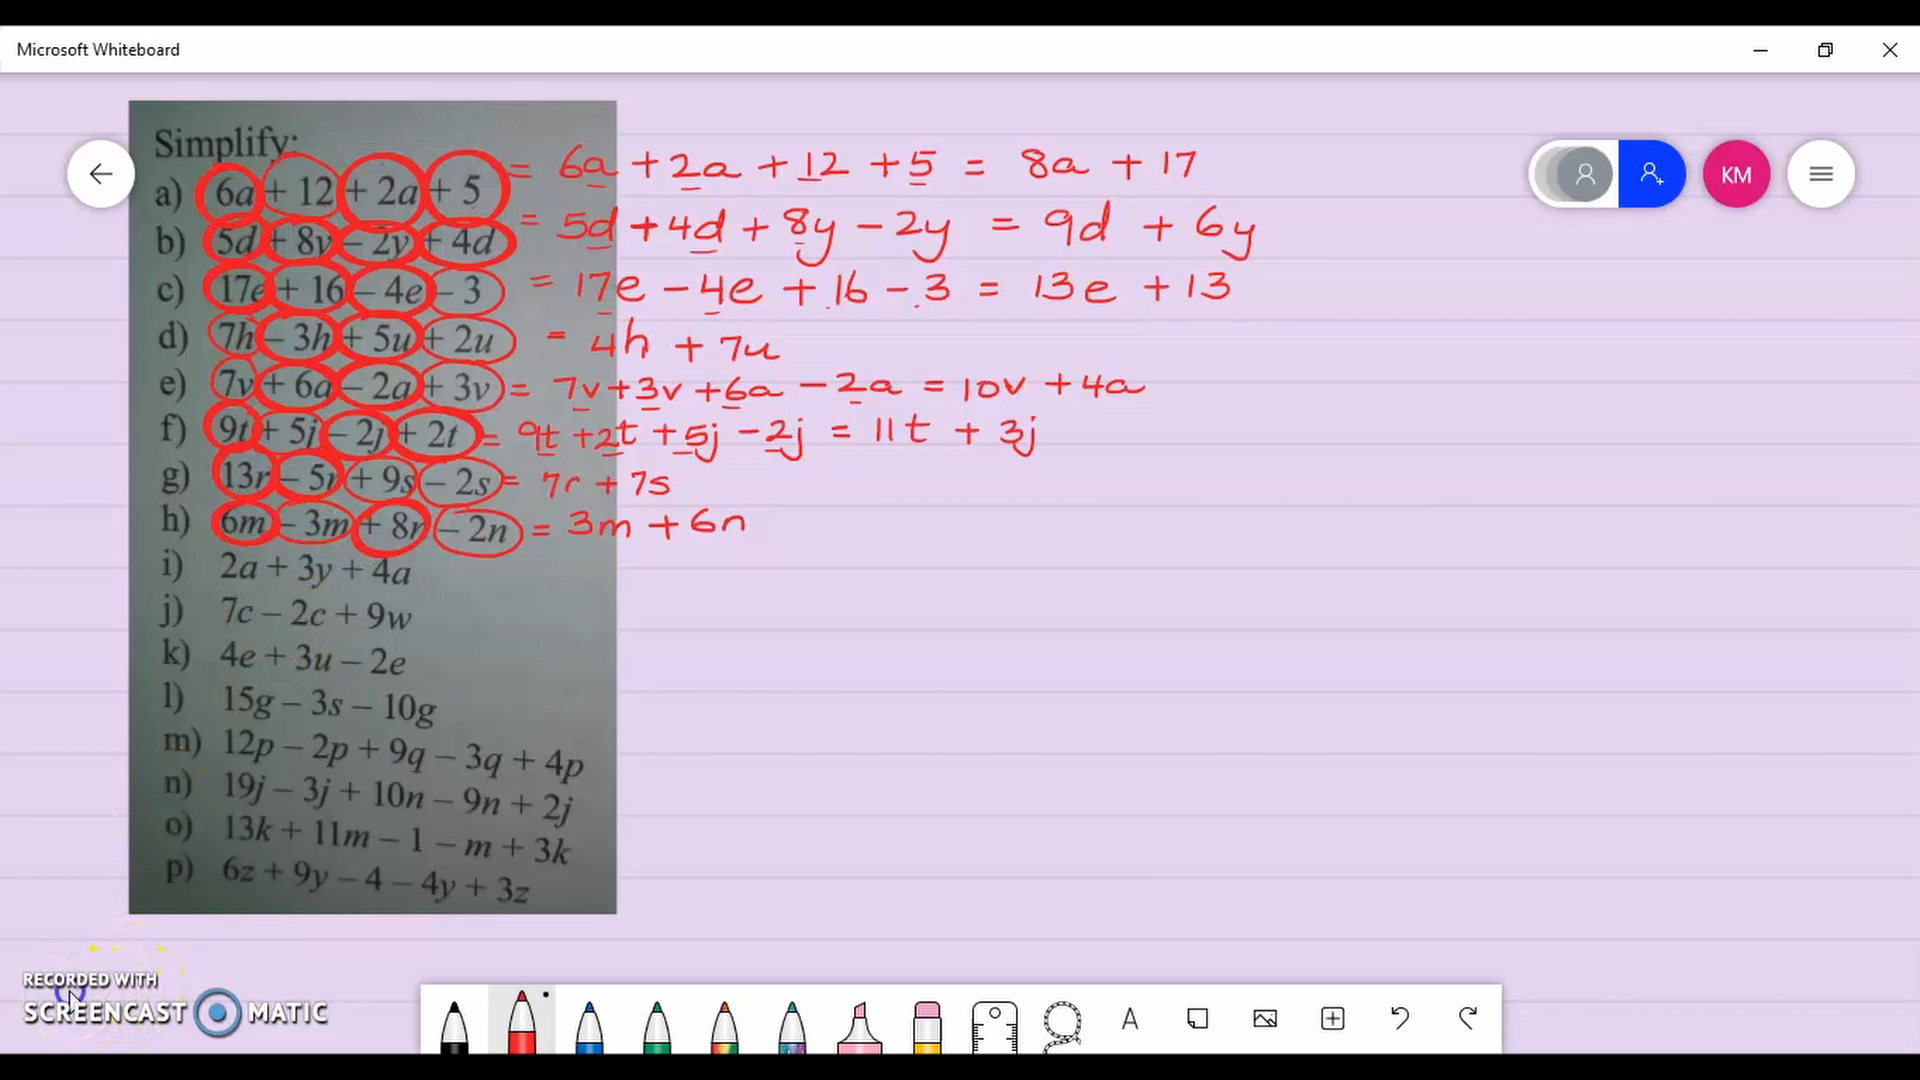 Microsoft Whiteboard
Simplify:
a) 6a + 12 + 2a + 5 = 6a + 2a + 12 + 5 = 8a + 17
b) 5d + 8y – 2y + 4d = 5d + 4d + 8y – 2y = 9d + 6y
c) 17e + 16 – 4e – 3 = 17e – 4e + 16 – 3 = 13e + 13
d) 7h – 3h + 5u + 2u = 4h + 7u
e) 7v + 6a – 2a + 3v = 7v + 3v + 6a – 2a = 10v + 4a
f) 9t + 5j – 2j + 2t = 9t + 2t + 5j – 2j = 11t + 3j
g) 13r – 5r + 9s – 2s = 7r + 7s
h) 6m – 3m + 8n – 2n = 3m + 6n
i) 2a + 3y + 4a
j) 7c – 2c + 9w
k) 4e + 3u – 2e
l) 15g – 3s – 10g
m) 12p – 2p + 9q – 3q + 4p
n) 19j – 3j + 10n – 9n + 2j
o) 13k + 11m – 1 – m + 3k
p) 6z + 9y – 4 – 4y + 3z
KM
RECORDED WITH
SCREENCAST MATIC
A